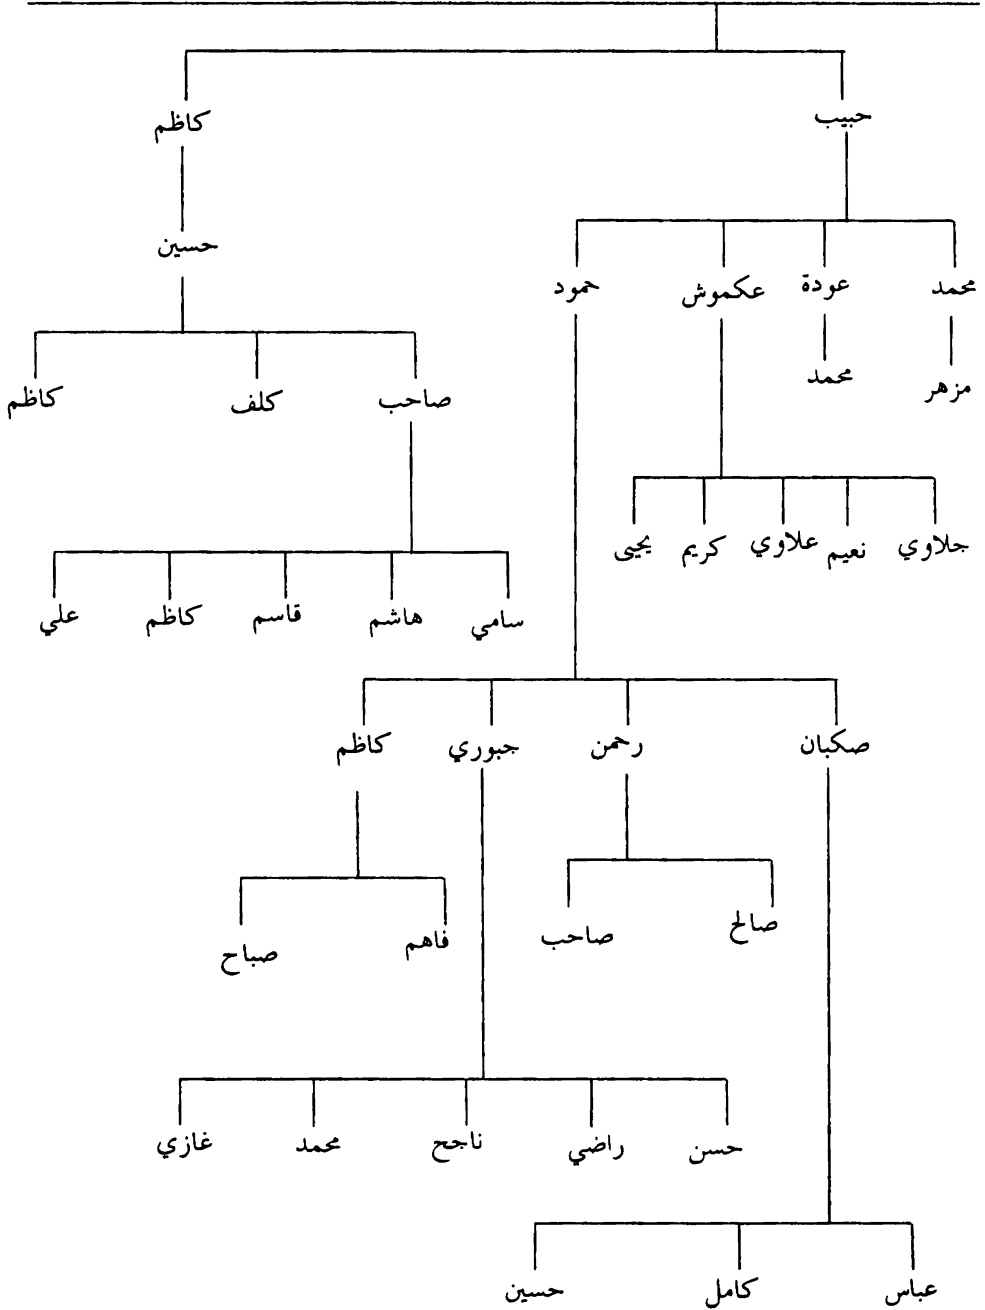 حبيب كاظم
حسين
محمد عودة عكموش حمود
مزهر محمد
صاحب كلف كاظم
جلاوي نعيم علاوي كريم يحيى
سامي هاشم قاسم كاظم علي
صكبان رحمن جبوري كاظم
صالح صاحب
فاهم صباح
حسن راضي ناجح محمد غازي
عباس كامل حسين